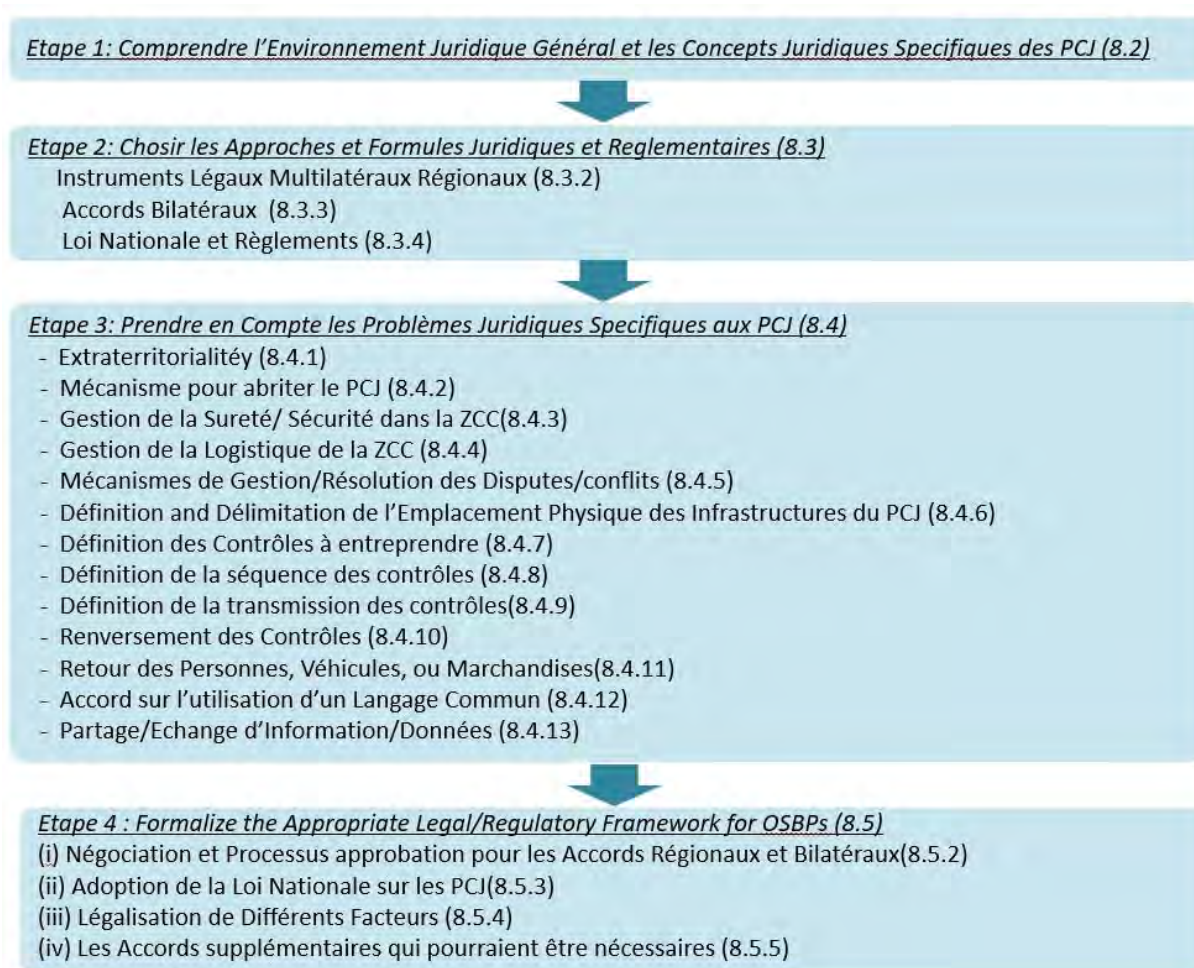 Etape 1: Comprendre l'Environnement Juridique Général et les Concepts Juridiques Specifiques des PCJ (8.2)
Etape 2: Chosir les Approches et Formules Juridiques et Reglementaires (8.3)
Instruments Légaux Multilatéraux Régionaux (8.3.2)
Accords Bilatéraux (8.3.3)
Loi Nationale et Règlements (8.3.4)
Etape 3: Prendre en Compte les Problèmes Juridiques Specifiques aux PCJ (8.4)
- Extraterritorialitéy (8.4.1)
- Mécanisme pour abriter le PCJ (8.4.2)
- Gestion de la Sureté/ Sécurité dans la ZCC(8.4.3)
- Gestion de la Logistique de la ZCC (8.4.4)
- Mécanismes de Gestion/Résolution des Disputes/conflits (8.4.5)
- Définition and Délimitation de l'Emplacement Physique des Infrastructures du PCJ (8.4.6)
- Définition des Contrôles à entreprendre (8.4.7)
- Définition de la séquence des contrôles (8.4.8)
- Définition de la transmission des contrôles(8.4.9)
- Renversement des Contrôles (8.4.10)
- Retour des Personnes, Véhicules, ou Marchandises(8.4.11)
- Accord sur l'utilisation d'un Langage Commun (8.4.12)
- Partage/Echange d'Information/Données (8.4.13)
Etape 4 : Formalize the Appropriate Legal/Regulatory Framework for OSBPs (8.5)
(i) Négociation et Processus approbation pour les Accords Régionaux et Bilatéraux(8.5.2)
(ii) Adoption de la Loi Nationale sur les PCJ(8.5.3)
(iii) Légalisation de Différents Facteurs (8.5.4)
(iv) Les Accords supplémentaires qui pourraient être nécessaires (8.5.5)